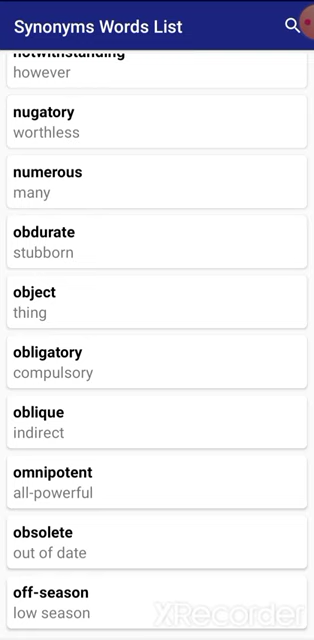 Synonyms Words List
notwithstanding
however
nugatory
worthless
numerous
many
obdurate
stubborn
object
thing
obligatory
compulsory
oblique
indirect
omnipotent
all-powerful
obsolete
out of date
off-season
low season
XRecorder